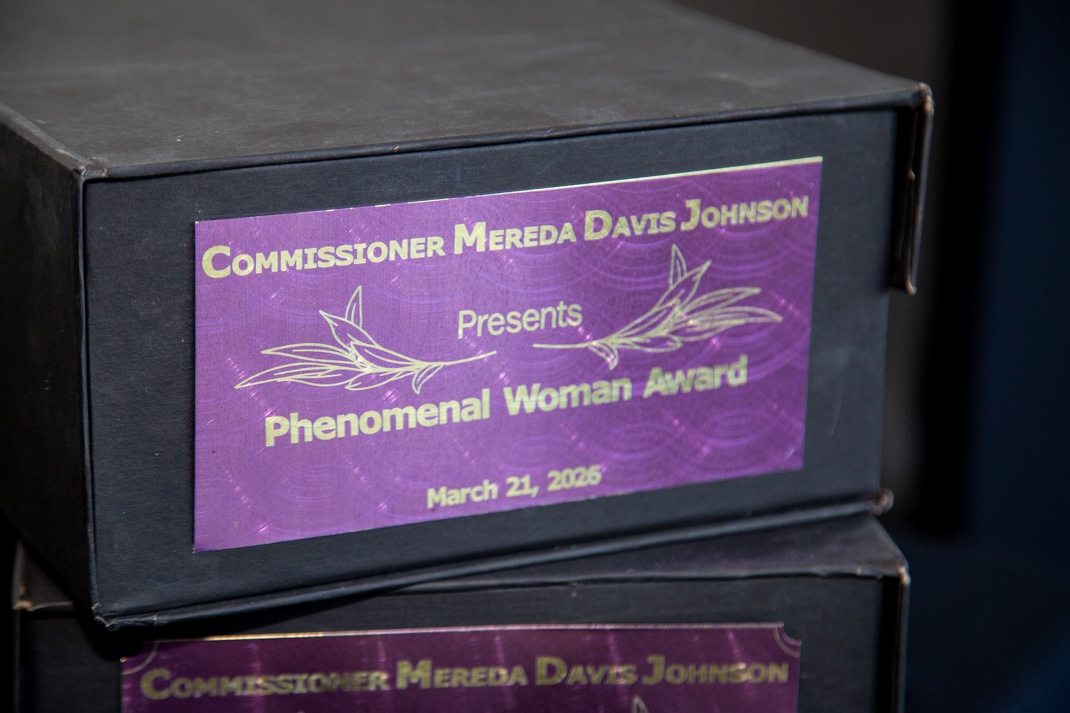 COMMISSIONER MEREDA DAVIS JOHNSON
Presents
Phenomenal Woman Award
March 21, 2026
COMMISSIONER MEREDA DAVIS JOHNSON